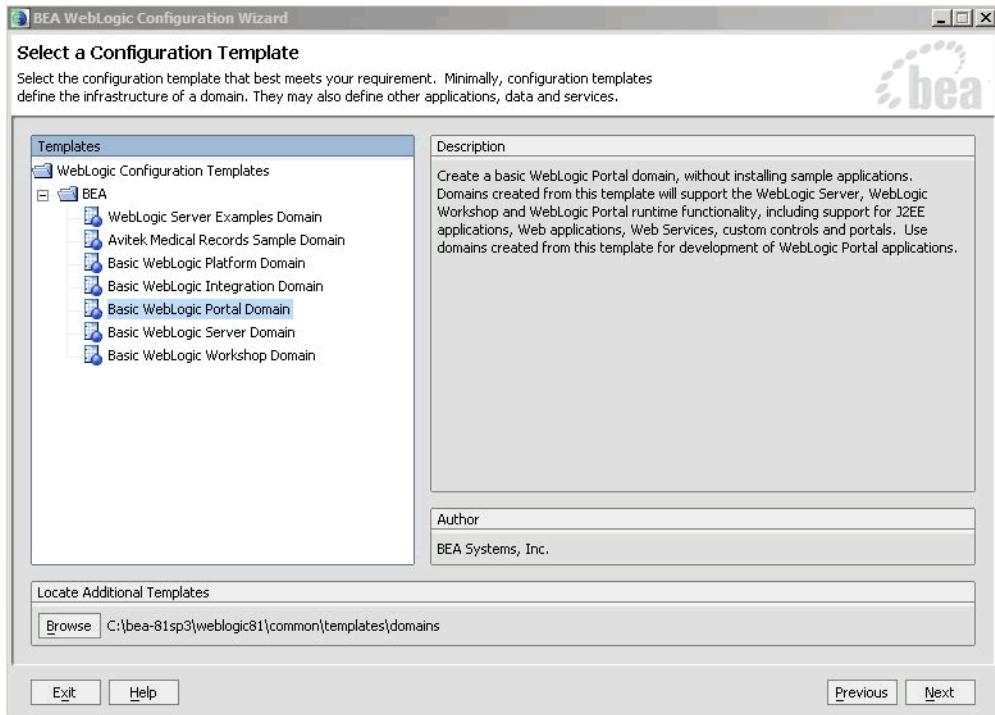 BEA WebLogic Configuration Wizard
Select a Configuration Template
Select the configuration template that best meets your requirement. Minimally, configuration templates
define the infrastructure of a domain. They may also define other applications, data and services.
bea
Templates
WebLogic Configuration Templates
BEA
WebLogic Server Examples Domain
Avitek Medical Records Sample Domain
Basic WebLogic Platform Domain
Basic WebLogic Integration Domain
Basic WebLogic Portal Domain
Basic WebLogic Server Domain
Basic WebLogic Workshop Domain
Description
Create a basic WebLogic Portal domain, without installing sample applications.
Domains created from this template will support the WebLogic Server, WebLogic
Workshop and WebLogic Portal runtime functionality, including support for J2EE
applications, Web applications, Web Services, custom controls and portals. Use
domains created from this template for development of WebLogic Portal applications.
Author
BEA Systems, Inc.
Locate Additional Templates
Browse C:\bea-81sp3\weblogic81\common\templates\domains
Exit Help Previous Next